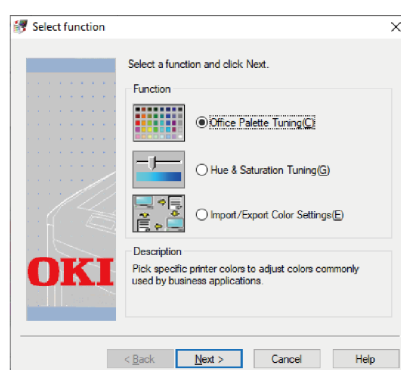 Select function
Select a function and click Next.
Function
Office Palette Tuning(C)
Hue & Saturation Tuning(G)
Import/Export Color Settings(E)
Description
Pick specific printer colors to adjust colors commonly
used by business applications.
OKI
< Back
Next >
Cancel
Help